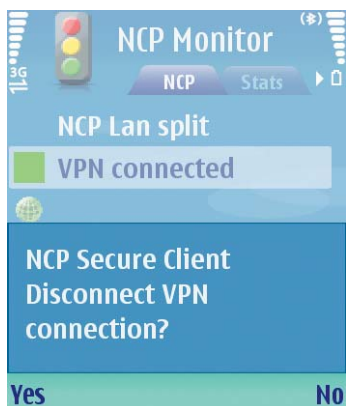 NCP Monitor
3G
NCP Stats
NCP Lan split
VPN connected
NCP Secure Client
Disconnect VPN
connection?
Yes No